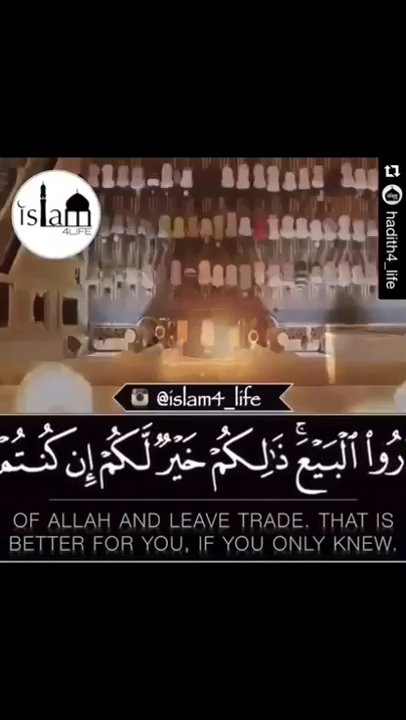 islam
4LIFE
hadith4_life
@islam4_life
رُواْ ٱلْبَيْعَ ۚ ذَٰلِكُمْ خَيْرٌ لَّكُمْ إِن كُنتُمْ
OF ALLAH AND LEAVE TRADE. THAT IS
BETTER FOR YOU, IF YOU ONLY KNEW.